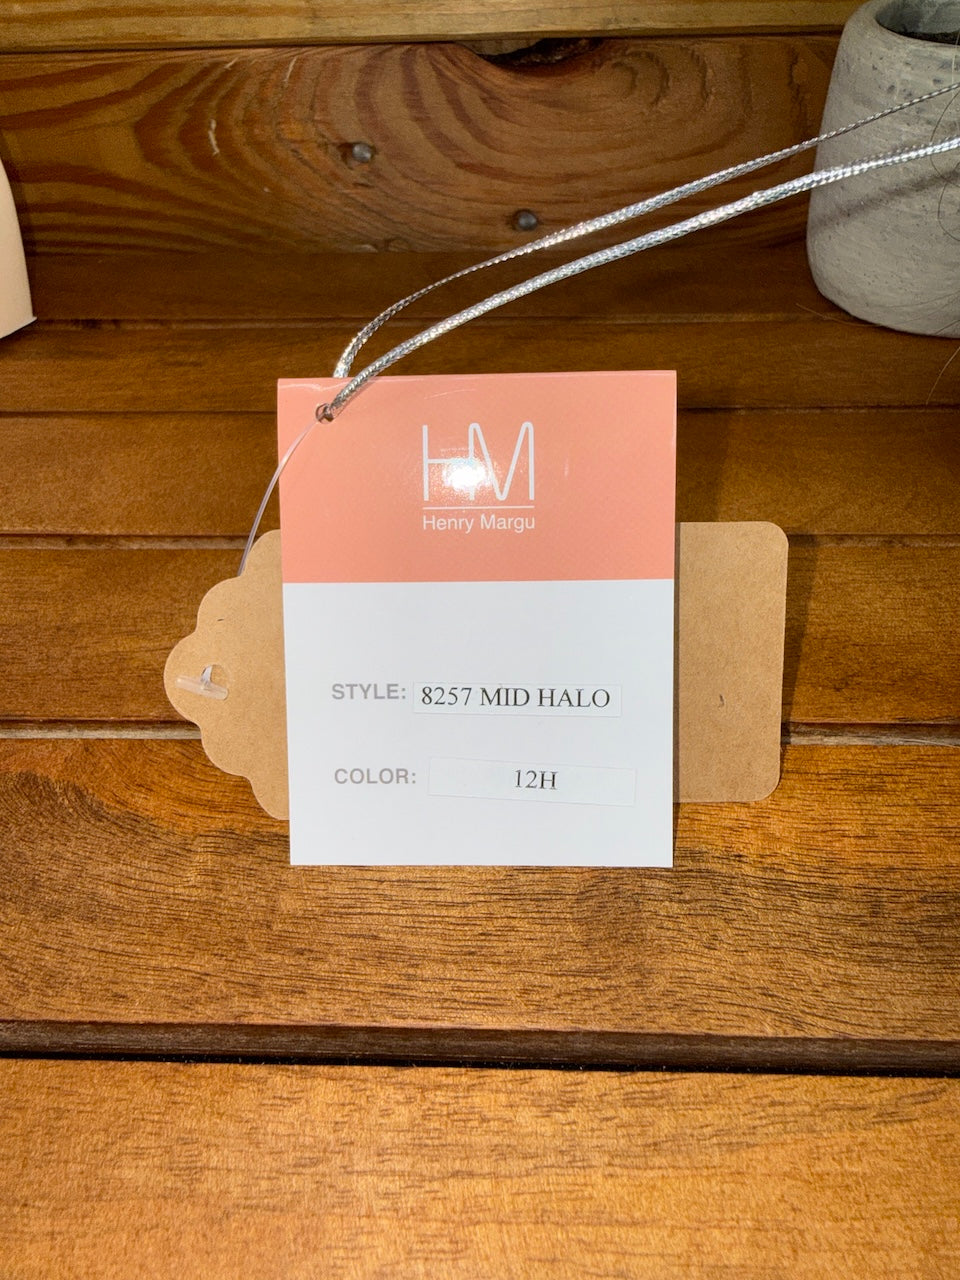 HM
Henry Margu
STYLE: 8257 MID HALO
COLOR: 12H